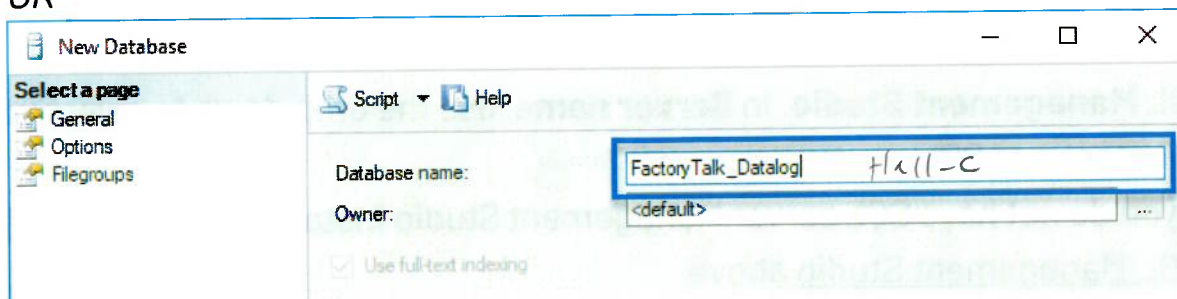 OR
New Database
Select a page
General
Options
Filegroups
Script Help
Database name: FactoryTalk_Datalog Hall-C
Owner: <default> ...
Use full-text indexing